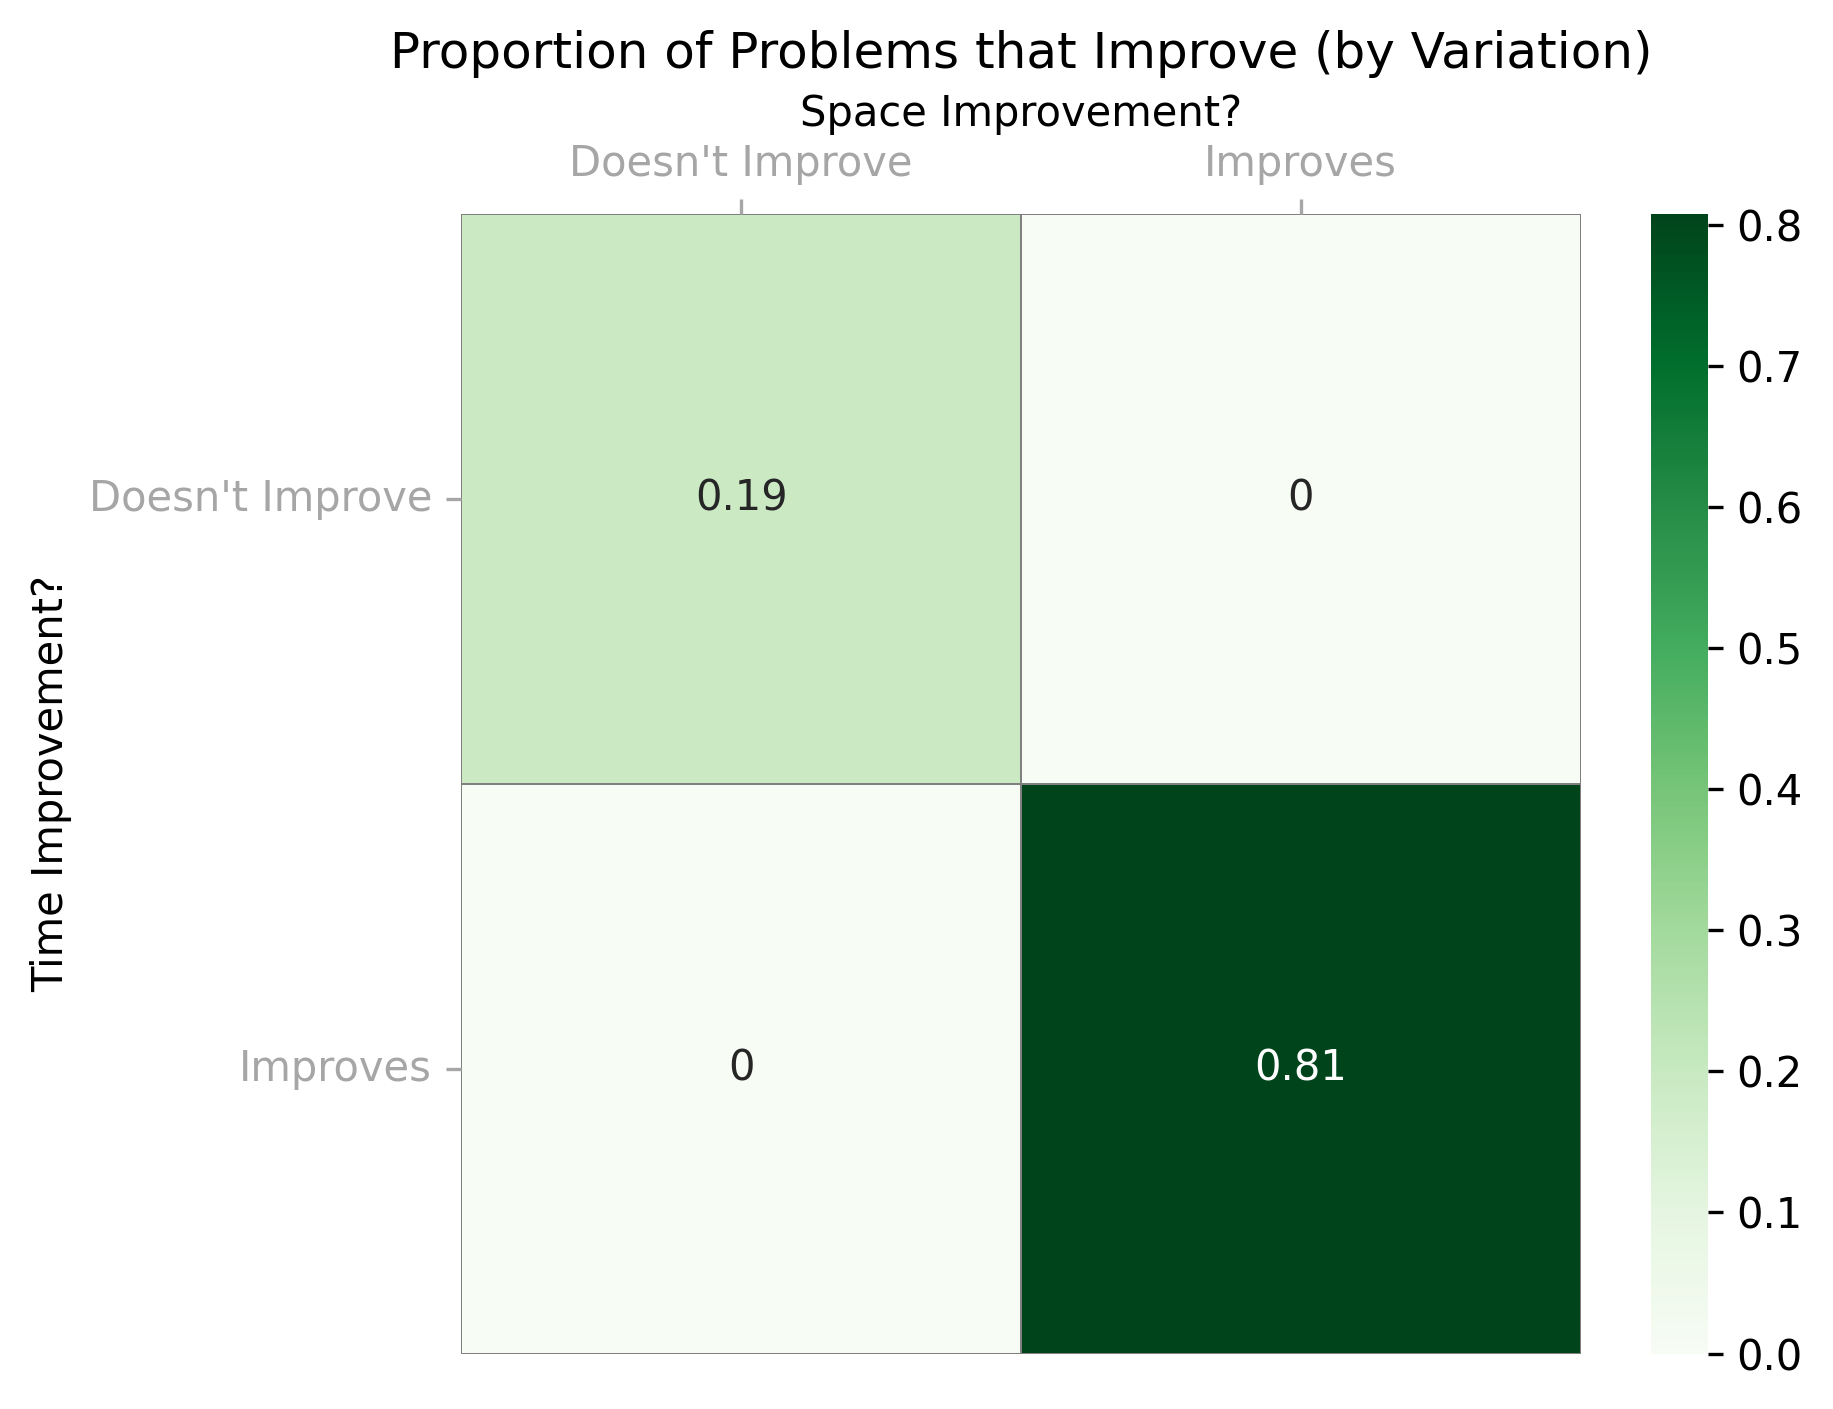 Proportion of Problems that Improve (by Variation)
Space Improvement?
Doesn't Improve Improves
Time Improvement?
Doesn't Improve 0.19 0
Improves 0 0.81
0.8
0.7
0.6
0.5
0.4
0.3
0.2
0.1
0.0